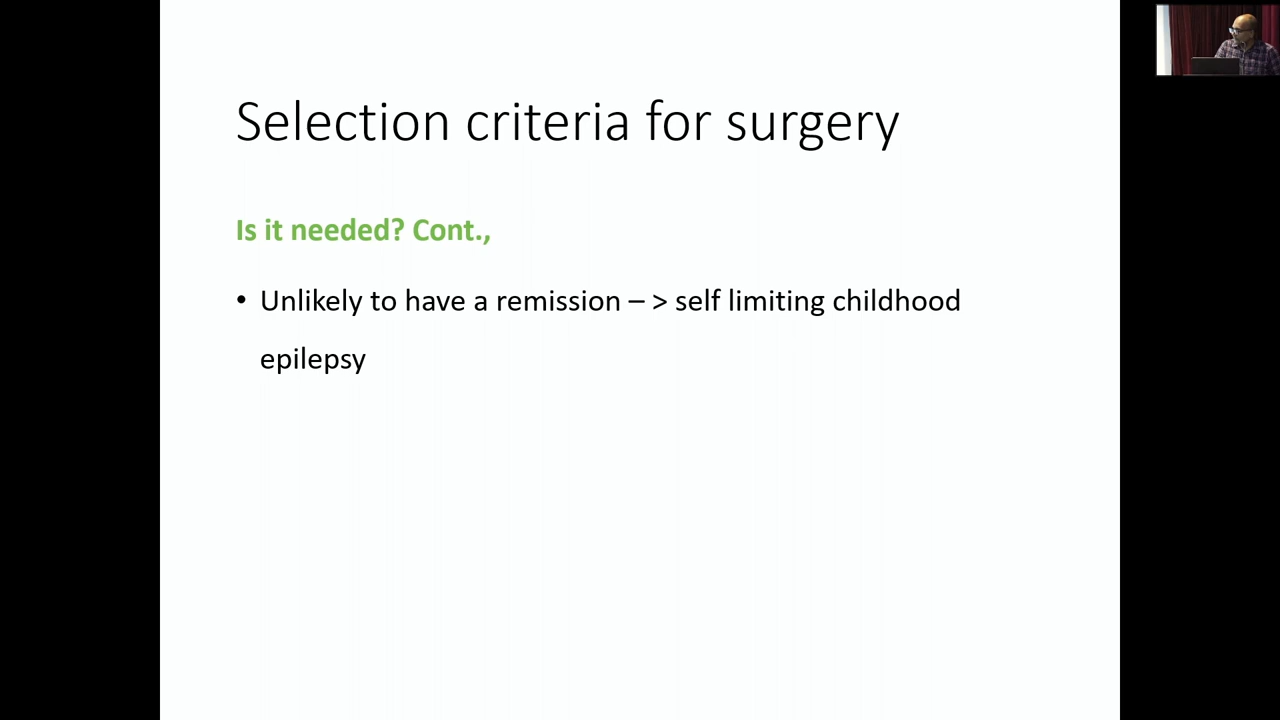 Selection criteria for surgery
Is it needed? Cont.,
• Unlikely to have a remission – > self limiting childhood
epilepsy